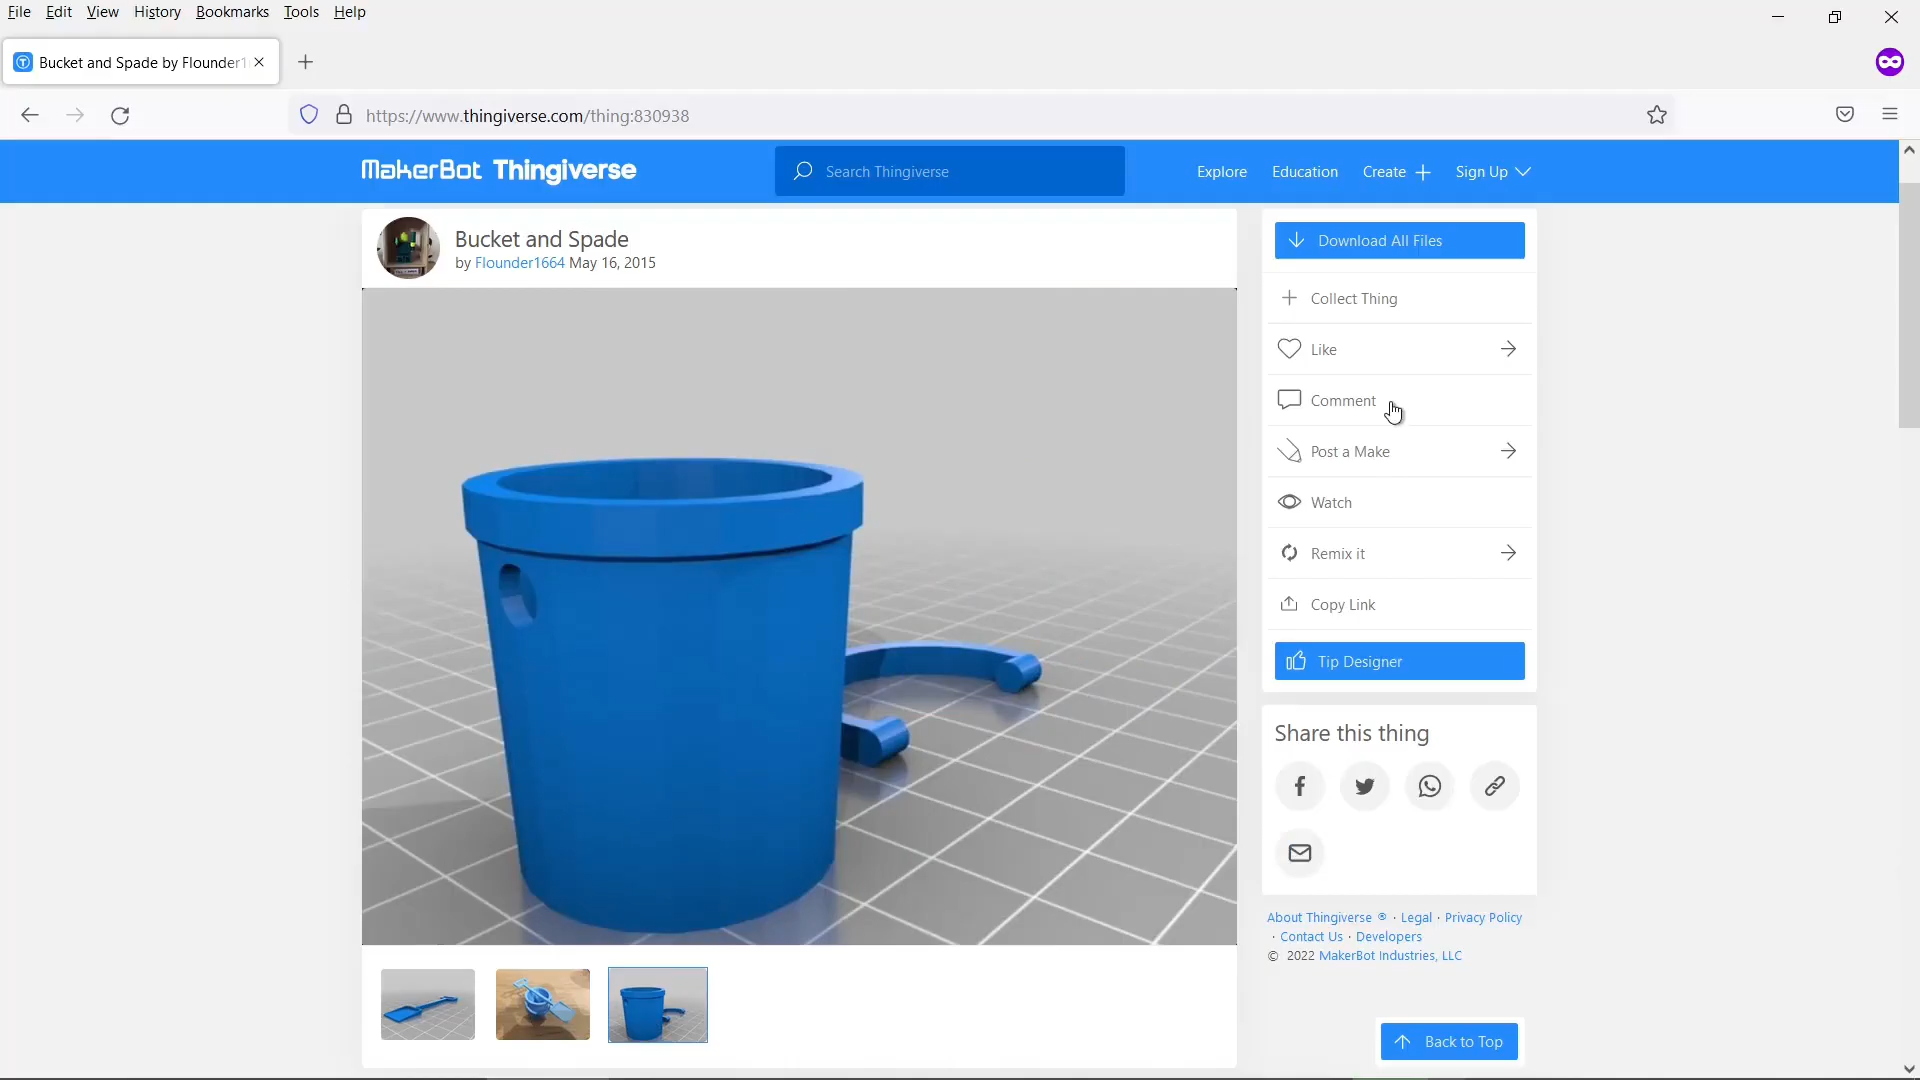 File Edit View History Bookmarks Tools Help
Bucket and Spade by Flounder1
https://www.thingiverse.com/thing:830938
MakerBot Thingiverse
Search Thingiverse
Explore Education Create Sign Up
Bucket and Spade
by Flounder1664 May 16, 2015
Download All Files
Collect Thing
Like
Comment
Post a Make
Watch
Remix it
Copy Link
Tip Designer
Share this thing
About Thingiverse ® · Legal · Privacy Policy
· Contact Us · Developers
© 2022 MakerBot Industries, LLC
Back to Top